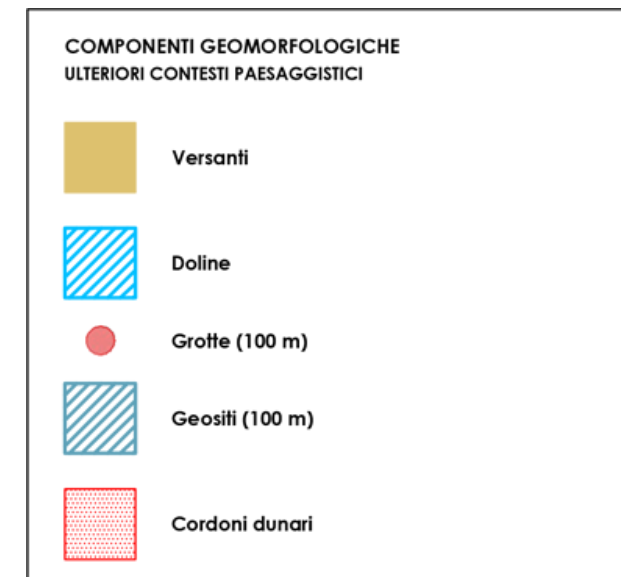 COMPONENTI GEOMORFOLOGICHE
ULTERIORI CONTESTI PAESAGGISTICI
Versanti
Doline
Grotte (100 m)
Geositi (100 m)
Cordoni dunari